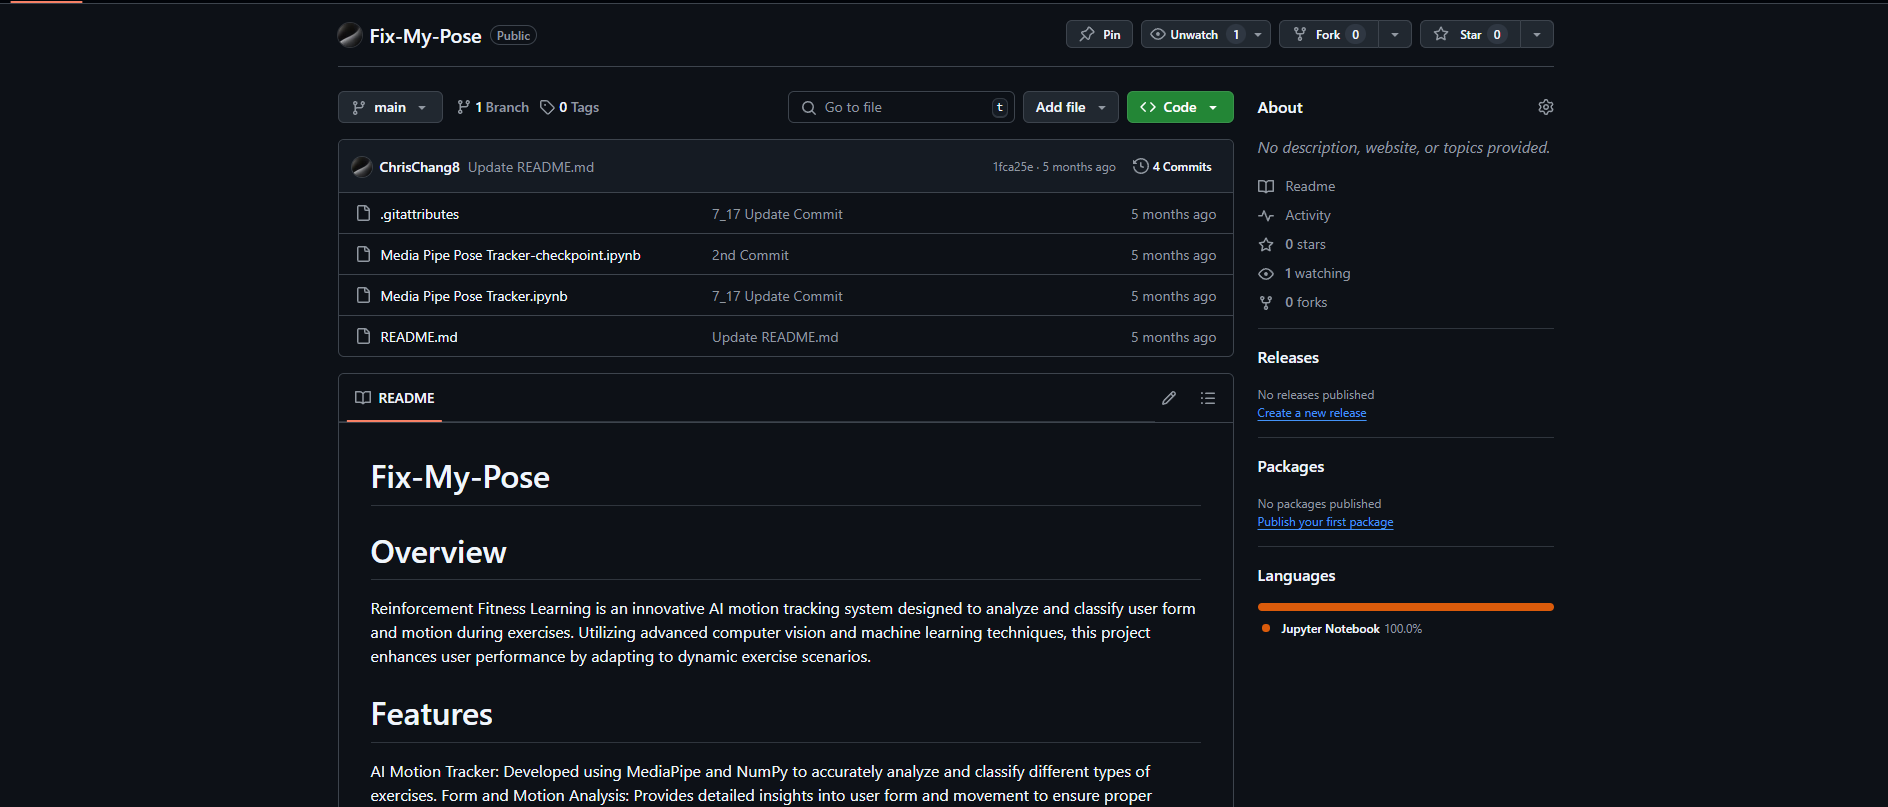 Fix-My-Pose Public
Pin
Unwatch 1
Fork 0
Star 0
main
1 Branch
0 Tags
Go to file
t
Add file
Code
ChrisChang8 Update README.md
1fca25e · 5 months ago
4 Commits
.gitattributes 7_17 Update Commit 5 months ago
Media Pipe Pose Tracker-checkpoint.ipynb 2nd Commit 5 months ago
Media Pipe Pose Tracker.ipynb 7_17 Update Commit 5 months ago
README.md Update README.md 5 months ago
README
Fix-My-Pose
Overview
Reinforcement Fitness Learning is an innovative AI motion tracking system designed to analyze and classify user form
and motion during exercises. Utilizing advanced computer vision and machine learning techniques, this project
enhances user performance by adapting to dynamic exercise scenarios.
Features
AI Motion Tracker: Developed using MediaPipe and NumPy to accurately analyze and classify different types of
exercises. Form and Motion Analysis: Provides detailed insights into user form and movement to ensure proper
About
No description, website, or topics provided.
Readme
Activity
0 stars
1 watching
0 forks
Releases
No releases published
Create a new release
Packages
No packages published
Publish your first package
Languages
Jupyter Notebook 100.0%